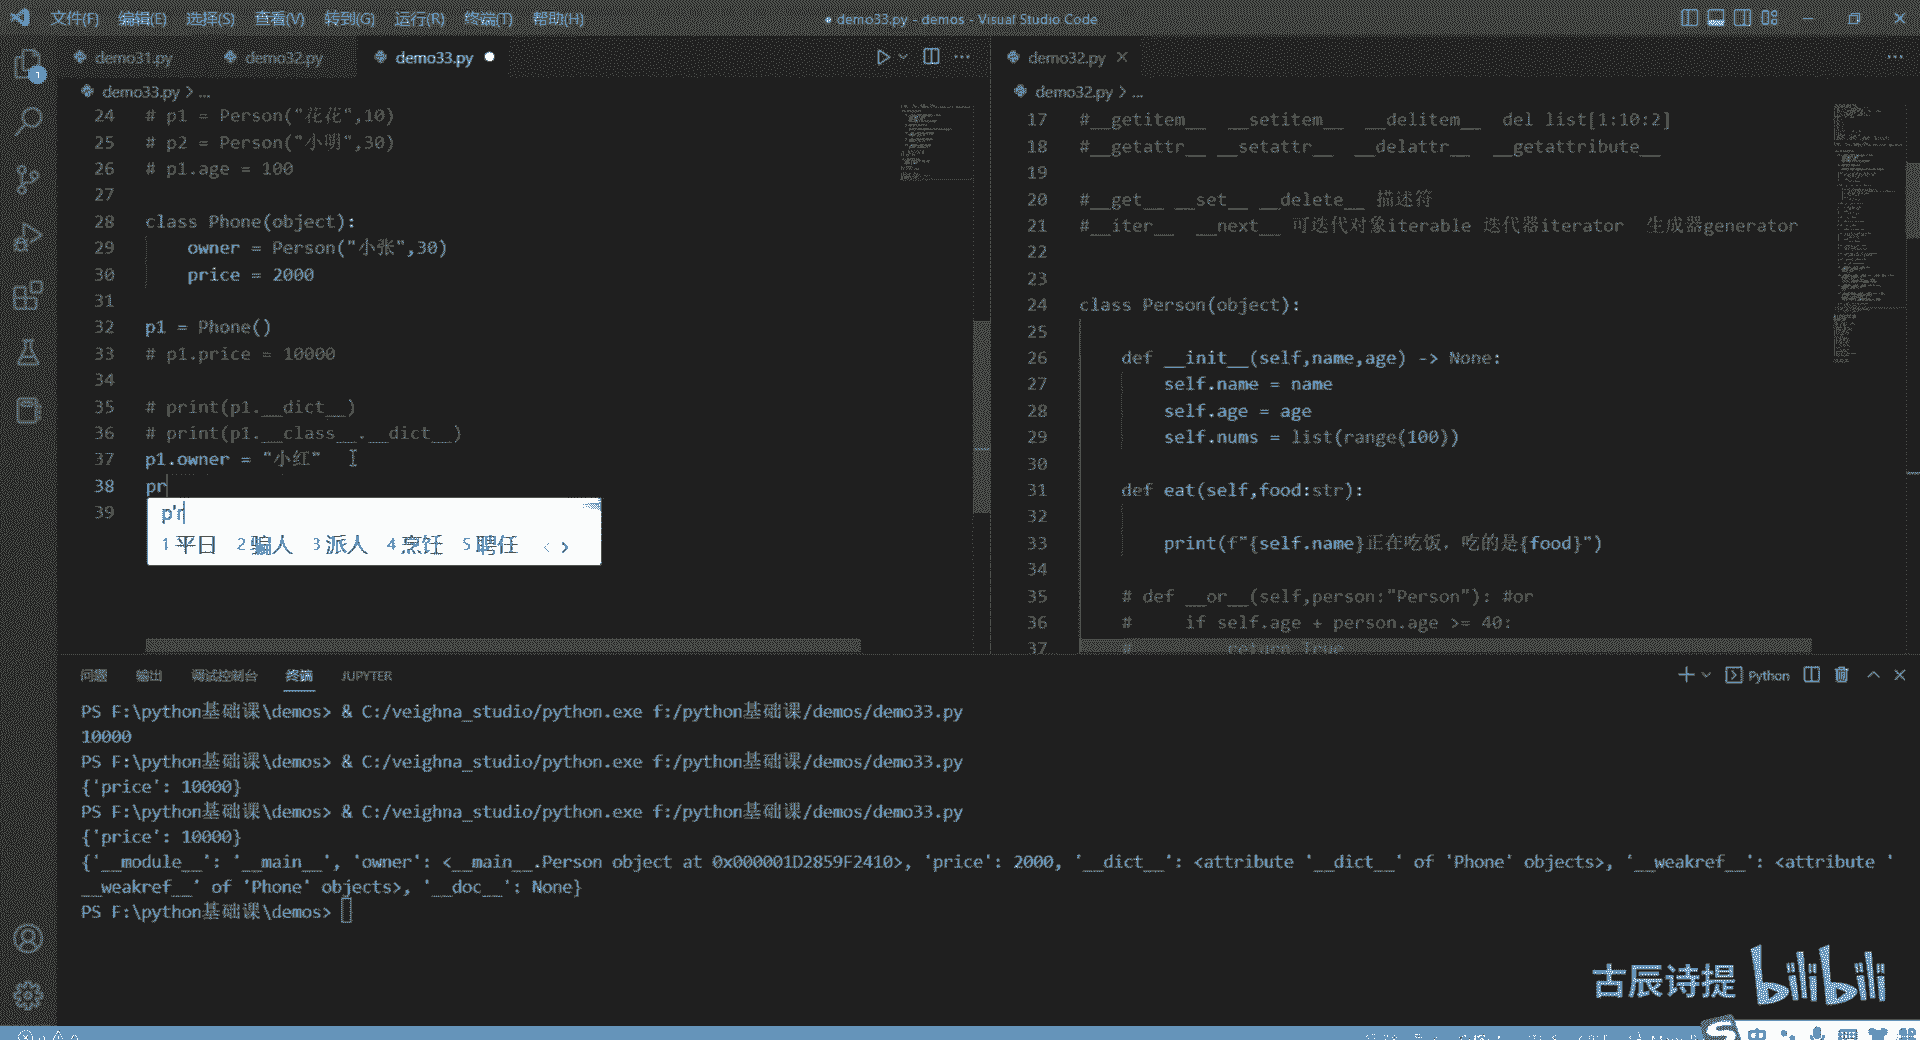 文件(F) 编辑(E) 选择(S) 查看(V) 转到(G) 运行(R) 终端(T) 帮助(H)
● demo33.py - demos - Visual Studio Code
demo31.py demo32.py demo33.py ●
demo33.py > ...
24 # p1 = Person("花花",10)
25 # p2 = Person("小明",30)
26 # p1.age = 100
27
28 class Phone(object):
29 owner = Person("小张",30)
30 price = 2000
31
32 p1 = Phone()
33 # p1.price = 10000
34
35 # print(p1.__dict__)
36 # print(p1.__class__.__dict__)
37 p1.owner = "小红"
38 pr
39
p'r
1 平日 2 骗人 3 派人 4 烹饪 5 聘任 < >
demo32.py ×
demo32.py > ...
17 #__getitem__ __setitem__ __delitem__ del list[1:10:2]
18 #__getattr__ __setattr__ __delattr__ __getattribute__
19
20 #__get__ __set__ __delete__ 描述符
21 #__iter__ __next__ 可迭代对象iterable 迭代器iterator 生成器generator
22
23
24 class Person(object):
25
26 def __init__(self,name,age) -> None:
27 self.name = name
28 self.age = age
29 self.nums = list(range(100))
30
31 def eat(self,food:str):
32
33 print(f"{self.name}正在吃饭，吃的是{food}")
34
35 # def __or__(self,person:"Person"): #or
36 # if self.age + person.age >= 40:
37 # return True
问题 输出 调试控制台 终端 JUPYTER
Python
PS F:\python基础课\demos> & C:/veighna_studio/python.exe f:/python基础课/demos/demo33.py
10000
PS F:\python基础课\demos> & C:/veighna_studio/python.exe f:/python基础课/demos/demo33.py
{'price': 10000}
PS F:\python基础课\demos> & C:/veighna_studio/python.exe f:/python基础课/demos/demo33.py
{'price': 10000}
{'__module__': '__main__', 'owner': <__main__.Person object at 0x000001D2859F2410>, 'price': 2000, '__dict__': <attribute '__dict__' of 'Phone' objects>, '__weakref__': <attribute '
__weakref__' of 'Phone' objects>, '__doc__': None}
PS F:\python基础课\demos>
古辰诗提 bilibili
中